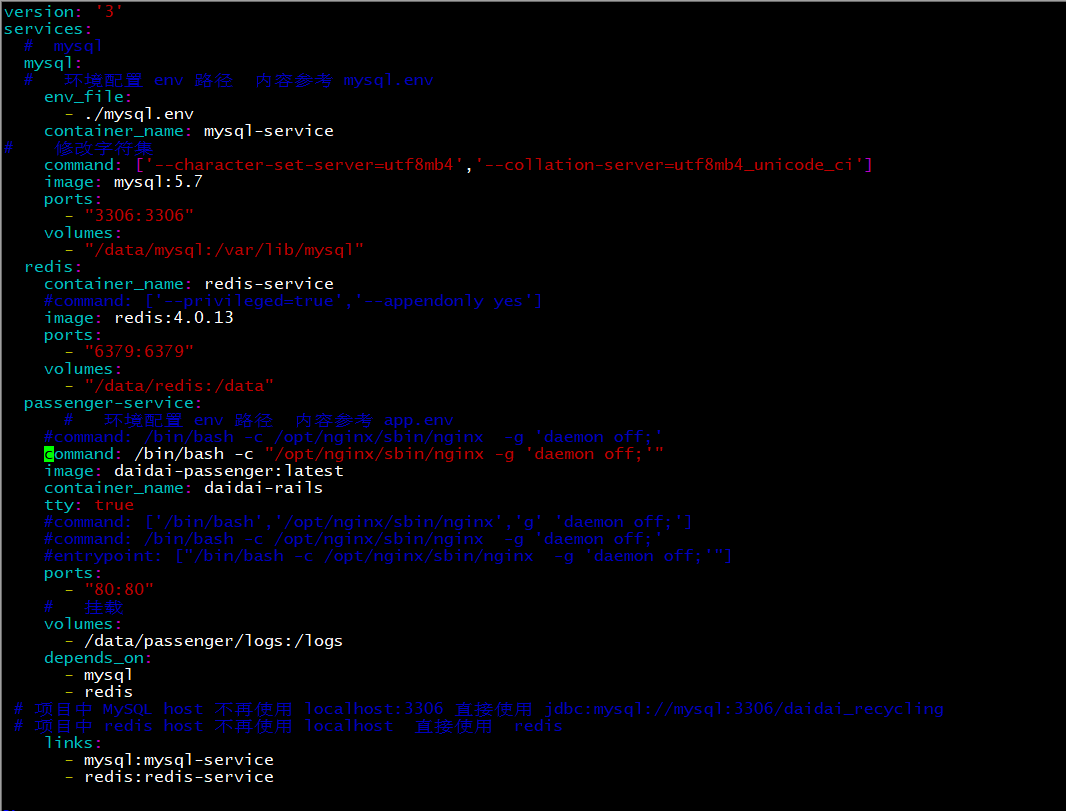 version: '3'
services:
  #  mysql
  mysql:
  #   环境配置 env 路径  内容参考 mysql.env
    env_file:
      - ./mysql.env
    container_name: mysql-service
#    修改字符集
    command: ['--character-set-server=utf8mb4','--collation-server=utf8mb4_unicode_ci']
    image: mysql:5.7
    ports:
      - "3306:3306"
    volumes:
      - "/data/mysql:/var/lib/mysql"
  redis:
    container_name: redis-service
    #command: ['--privileged=true','--appendonly yes']
    image: redis:4.0.13
    ports:
      - "6379:6379"
    volumes:
      - "/data/redis:/data"
  passenger-service:
      #   环境配置 env 路径  内容参考 app.env
    #command: /bin/bash -c /opt/nginx/sbin/nginx  -g 'daemon off;'
    command: /bin/bash -c "/opt/nginx/sbin/nginx -g 'daemon off;'"
    image: daidai-passenger:latest
    container_name: daidai-rails
    tty: true
    #command: ['/bin/bash','/opt/nginx/sbin/nginx','g' 'daemon off;']
    #command: /bin/bash -c /opt/nginx/sbin/nginx  -g 'daemon off;'
    #entrypoint: ["/bin/bash -c /opt/nginx/sbin/nginx  -g 'daemon off;'"]
    ports:
      - "80:80"
    #   挂载
    volumes:
      - /data/passenger/logs:/logs
    depends_on:
      - mysql
      - redis
 # 项目中 MySQL host 不再使用 localhost:3306 直接使用 jdbc:mysql://mysql:3306/daidai_recycling
 # 项目中 redis host 不再使用 localhost  直接使用  redis
    links:
      - mysql:mysql-service
      - redis:redis-service